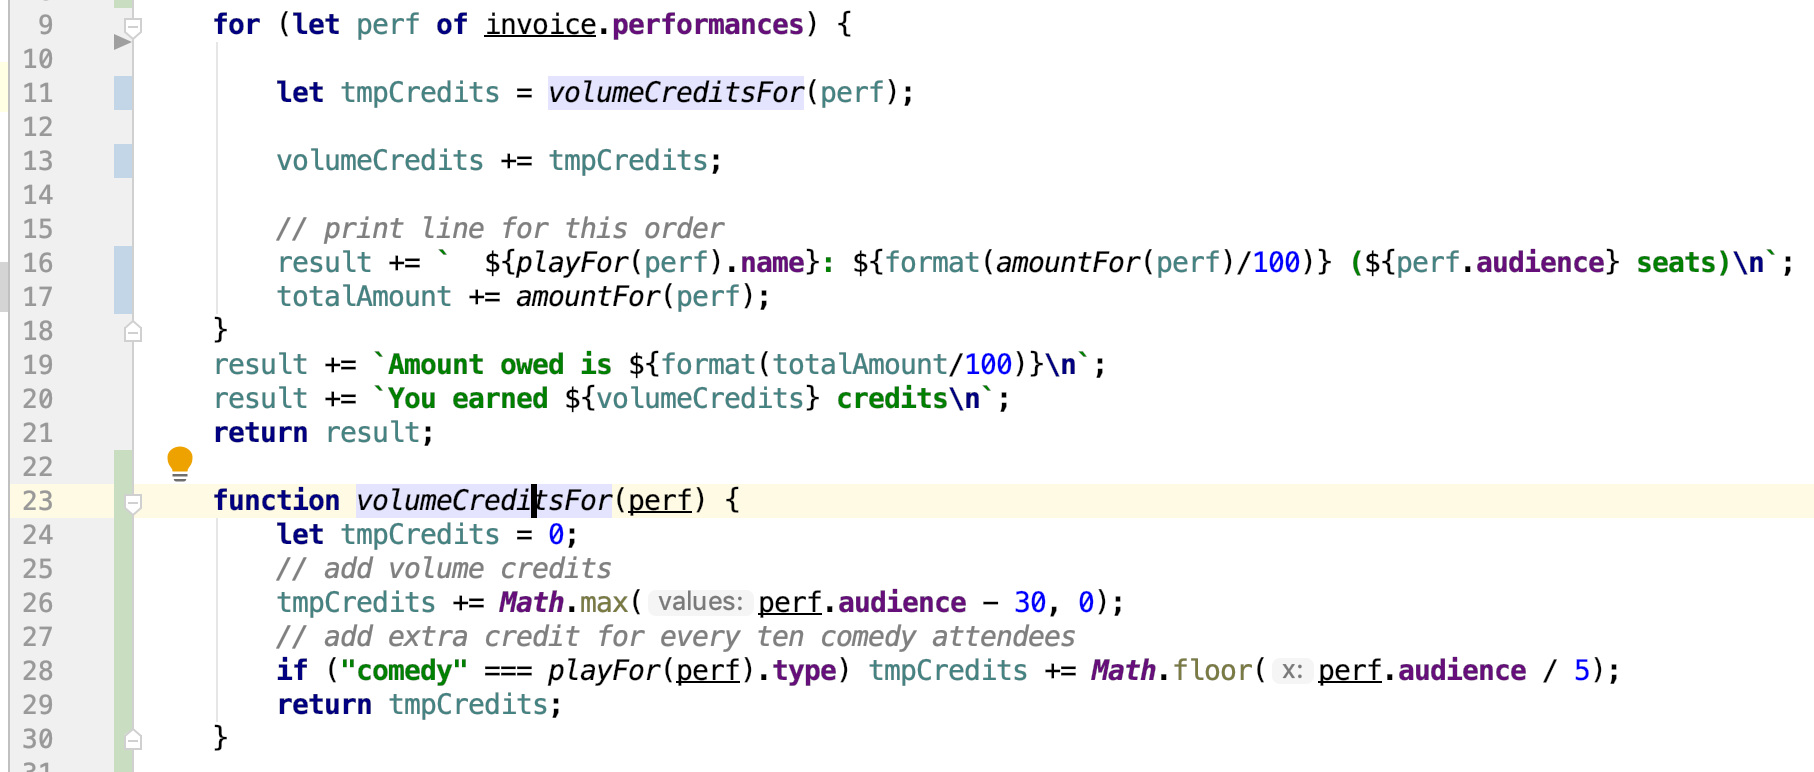 9 for (let perf of invoice.performances) {
10
11 let tmpCredits = volumeCreditsFor(perf);
12
13 volumeCredits += tmpCredits;
14
15 // print line for this order
16 result += `  ${playFor(perf).name}: ${format(amountFor(perf)/100)} (${perf.audience} seats)\n`;
17 totalAmount += amountFor(perf);
18 }
19 result += `Amount owed is ${format(totalAmount/100)}\n`;
20 result += `You earned ${volumeCredits} credits\n`;
21 return result;
22
23 function volumeCreditsFor(perf) {
24 let tmpCredits = 0;
25 // add volume credits
26 tmpCredits += Math.max( values: perf.audience - 30, 0);
27 // add extra credit for every ten comedy attendees
28 if ("comedy" === playFor(perf).type) tmpCredits += Math.floor( x: perf.audience / 5);
29 return tmpCredits;
30 }
31